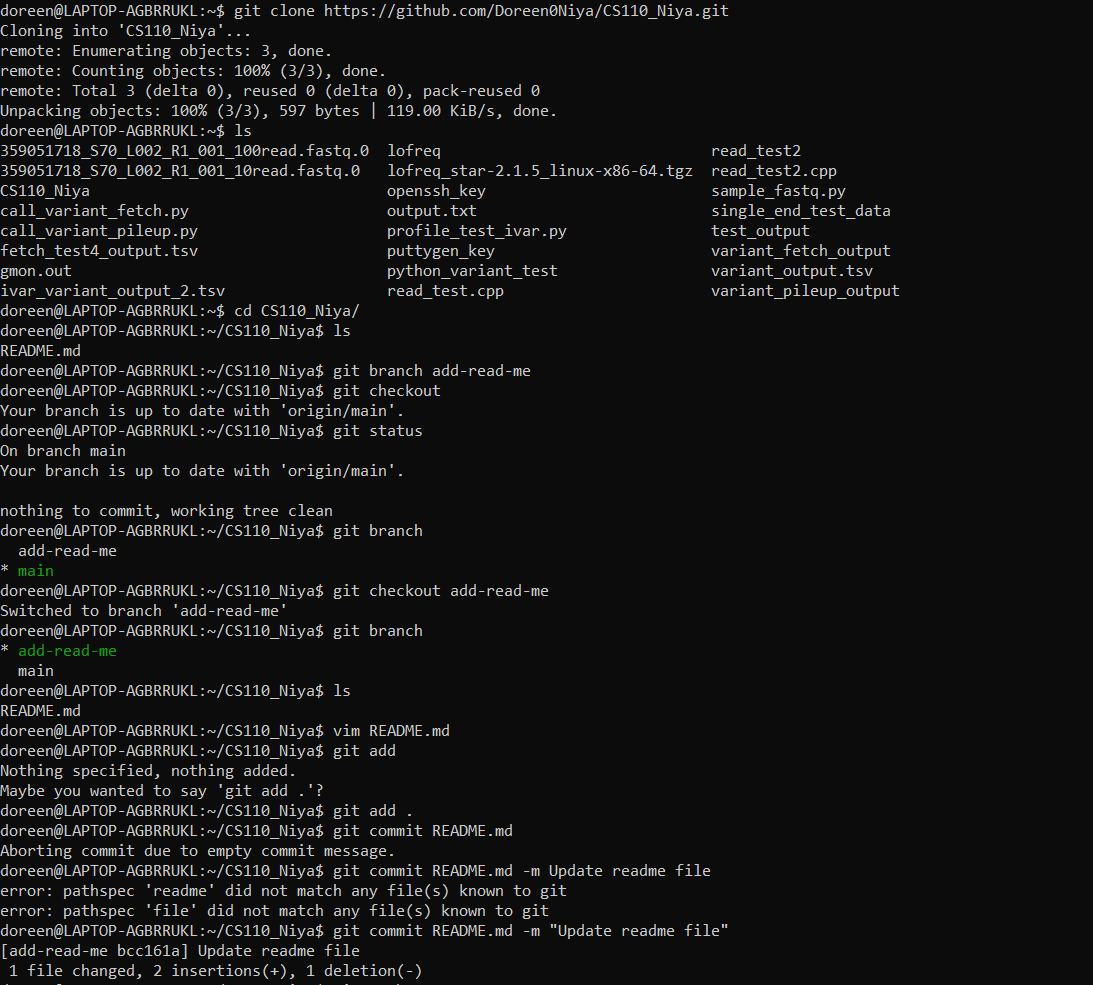 doreen@LAPTOP-AGBRRUKL:~$ git clone https://github.com/Doreen0Niya/CS110_Niya.git
Cloning into 'CS110_Niya'...
remote: Enumerating objects: 3, done.
remote: Counting objects: 100% (3/3), done.
remote: Total 3 (delta 0), reused 0 (delta 0), pack-reused 0
Unpacking objects: 100% (3/3), 597 bytes | 119.00 KiB/s, done.
doreen@LAPTOP-AGBRRUKL:~$ ls
359051718_S70_L002_R1_001_100read.fastq.0  lofreq                              read_test2
359051718_S70_L002_R1_001_10read.fastq.0   lofreq_star-2.1.5_linux-x86-64.tgz  read_test2.cpp
CS110_Niya                                 openssh_key                         sample_fastq.py
call_variant_fetch.py                      output.txt                          single_end_test_data
call_variant_pileup.py                     profile_test_ivar.py                test_output
fetch_test4_output.tsv                     puttygen_key                        variant_fetch_output
gmon.out                                   python_variant_test                 variant_output.tsv
ivar_variant_output_2.tsv                  read_test.cpp                       variant_pileup_output
doreen@LAPTOP-AGBRRUKL:~$ cd CS110_Niya/
doreen@LAPTOP-AGBRRUKL:~/CS110_Niya$ ls
README.md
doreen@LAPTOP-AGBRRUKL:~/CS110_Niya$ git branch add-read-me
doreen@LAPTOP-AGBRRUKL:~/CS110_Niya$ git checkout
Your branch is up to date with 'origin/main'.
doreen@LAPTOP-AGBRRUKL:~/CS110_Niya$ git status
On branch main
Your branch is up to date with 'origin/main'.

nothing to commit, working tree clean
doreen@LAPTOP-AGBRRUKL:~/CS110_Niya$ git branch
  add-read-me
* main
doreen@LAPTOP-AGBRRUKL:~/CS110_Niya$ git checkout add-read-me
Switched to branch 'add-read-me'
doreen@LAPTOP-AGBRRUKL:~/CS110_Niya$ git branch
* add-read-me
  main
doreen@LAPTOP-AGBRRUKL:~/CS110_Niya$ ls
README.md
doreen@LAPTOP-AGBRRUKL:~/CS110_Niya$ vim README.md
doreen@LAPTOP-AGBRRUKL:~/CS110_Niya$ git add
Nothing specified, nothing added.
Maybe you wanted to say 'git add .'?
doreen@LAPTOP-AGBRRUKL:~/CS110_Niya$ git add .
doreen@LAPTOP-AGBRRUKL:~/CS110_Niya$ git commit README.md
Aborting commit due to empty commit message.
doreen@LAPTOP-AGBRRUKL:~/CS110_Niya$ git commit README.md -m Update readme file
error: pathspec 'readme' did not match any file(s) known to git
error: pathspec 'file' did not match any file(s) known to git
doreen@LAPTOP-AGBRRUKL:~/CS110_Niya$ git commit README.md -m "Update readme file"
[add-read-me bcc161a] Update readme file
 1 file changed, 2 insertions(+), 1 deletion(-)